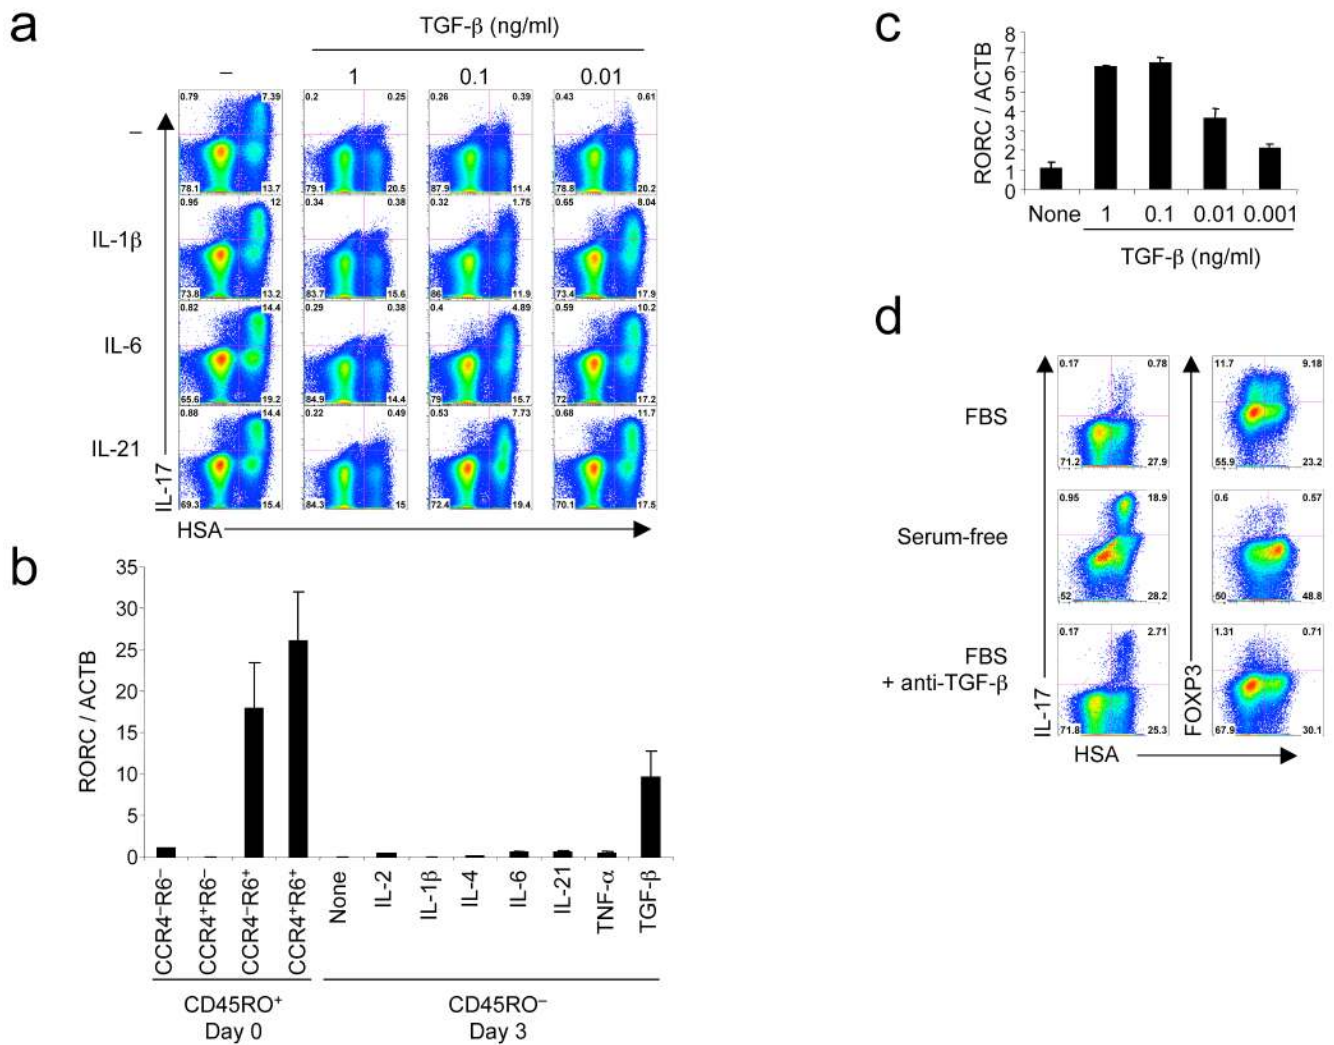 a
TGF-β (ng/ml)
– 1 0.1 0.01
0.79 7.39 0.2 0.25 0.26 0.39 0.43 0.61
–
78.1 13.7 79.1 20.5 87.9 11.4 78.8 20.2
0.95 12 0.34 0.38 0.32 1.75 0.65 8.04
IL-1β
73.8 13.2 83.7 15.6 86 11.9 73.4 17.9
0.82 14.4 0.29 0.38 0.4 4.89 0.59 10.2
IL-6
65.6 19.2 84.9 14.4 79 15.7 72 17.2
0.88 14.4 0.22 0.49 0.53 7.73 0.68 11.7
IL-21
69.3 15.4 84.3 15 72.4 19.4 70.1 17.5
IL-17
HSA
b
RORC / ACTB
35
30
25
20
15
10
5
0
CCR4–R6–
CCR4+R6–
CCR4–R6+
CCR4+R6+
None
IL-2
IL-1β
IL-4
IL-6
IL-21
TNF-α
TGF-β
CD45RO+
Day 0
CD45RO–
Day 3
c
RORC / ACTB
8
7
6
5
4
3
2
1
0
None 1 0.1 0.01 0.001
TGF-β (ng/ml)
d
0.17 0.78 11.7 9.18
FBS
71.2 27.9 55.9 23.2
0.95 18.9 0.6 0.57
Serum-free
52 28.2 50 48.8
0.17 2.71 1.31 0.71
FBS
+ anti-TGF-β
71.8 25.3 67.9 30.1
IL-17
FOXP3
HSA